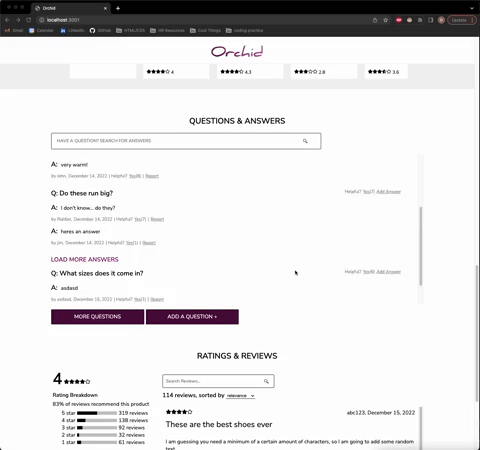 Orchid
localhost:3001
Update
Gmail
Calendar
LinkedIn
GitHub
HTML/CSS
HR Resources
Cool Things
coding practice
Orchid
4
4.3
2.8
3.6
QUESTIONS & ANSWERS
HAVE A QUESTION? SEARCH FOR ANSWERS
A: very warm!
by John, December 14, 2022 | Helpful? Yes(8) | Report
Q: Do these run big?
Helpful? Yes(7) Add Answer
A: I don't know... do they?
by Runber, December 14, 2022 | Helpful? Yes(2) | Report
A: heres an answer
by jim, December 14, 2022 | Helpful? Yes(1) | Report
LOAD MORE ANSWERS
Q: What sizes does it come in?
Helpful? Yes(6) Add Answer
A: asdasd
by asdasd, December 16, 2022 | Helpful? Yes(3) | Report
MORE QUESTIONS
ADD A QUESTION +
RATINGS & REVIEWS
4
Search Reviews...
Rating Breakdown
83% of reviews recommend this product
114 reviews, sorted by relevance
5 star 319 reviews
4 star 138 reviews
3 star 92 reviews
2 star 32 reviews
1 star 61 reviews
abc123, December 15, 2022
These are the best shoes ever
I am guessing you need a minimum of a certain amount of characters, so I am going to add some random
text